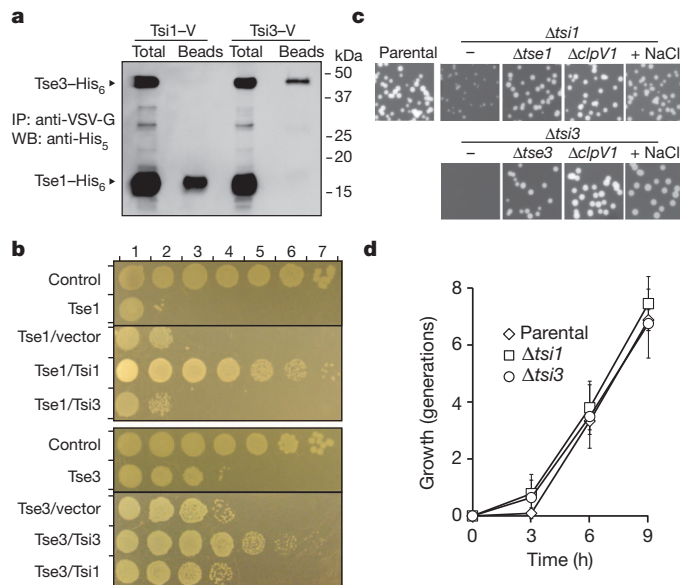 a
Tsi1–V Tsi3–V
Total Beads Total Beads kDa
Tse3–His6
50
37
IP: anti-VSV-G
WB: anti-His5
25
20
Tse1–His6
15
b
1 2 3 4 5 6 7
Control
Tse1
Tse1/vector
Tse1/Tsi1
Tse1/Tsi3
Control
Tse3
Tse3/vector
Tse3/Tsi3
Tse3/Tsi1
c
Δtsi1
Parental – Δtse1 ΔclpV1 + NaCl
Δtsi3
– Δtse3 ΔclpV1 + NaCl
d
8
6
4
2
0
Growth (generations)
Parental
Δtsi1
Δtsi3
0 3 6 9
Time (h)